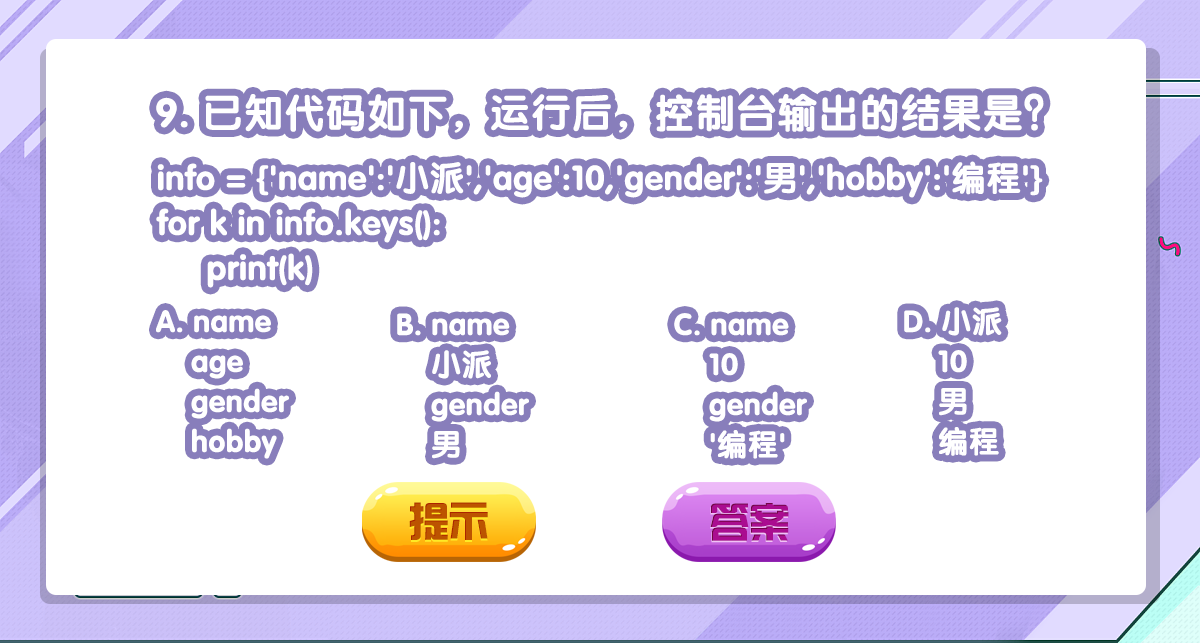 9. 已知代码如下，运行后，控制台输出的结果是？
info = {'name':'小派','age':10,'gender':'男','hobby':'编程'}
for k in info.keys():
print(k)
A. name
age
gender
hobby
B. name
小派
gender
男
C. name
10
gender
'编程'
D. 小派
10
男
编程
提示
答案